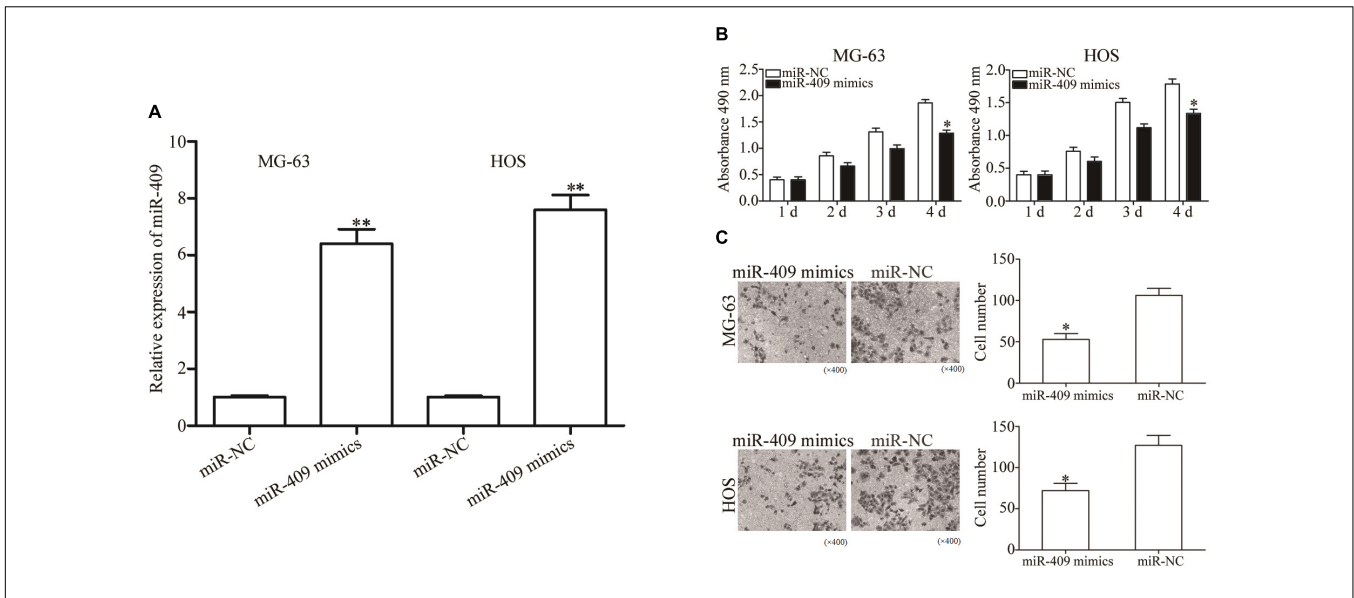 A
Relative expression of miR-409
10
8
6
4
2
0
MG-63
HOS
**
**
miR-NC
miR-409 mimics
miR-NC
miR-409 mimics
B
MG-63
Absorbance 490 nm
2.5
2.0
1.5
1.0
0.5
0.0
miR-NC
miR-409 mimics
*
1 d 2 d 3 d 4 d
HOS
Absorbance 490 nm
2.0
1.5
1.0
0.5
0.0
miR-NC
miR-409 mimics
*
1 d 2 d 3 d 4 d
C
miR-409 mimics miR-NC
MG-63
(×400) (×400)
Cell number
150
100
50
0
*
miR-409 mimics miR-NC
miR-409 mimics miR-NC
HOS
(×400) (×400)
Cell number
150
100
50
0
*
miR-409 mimics miR-NC